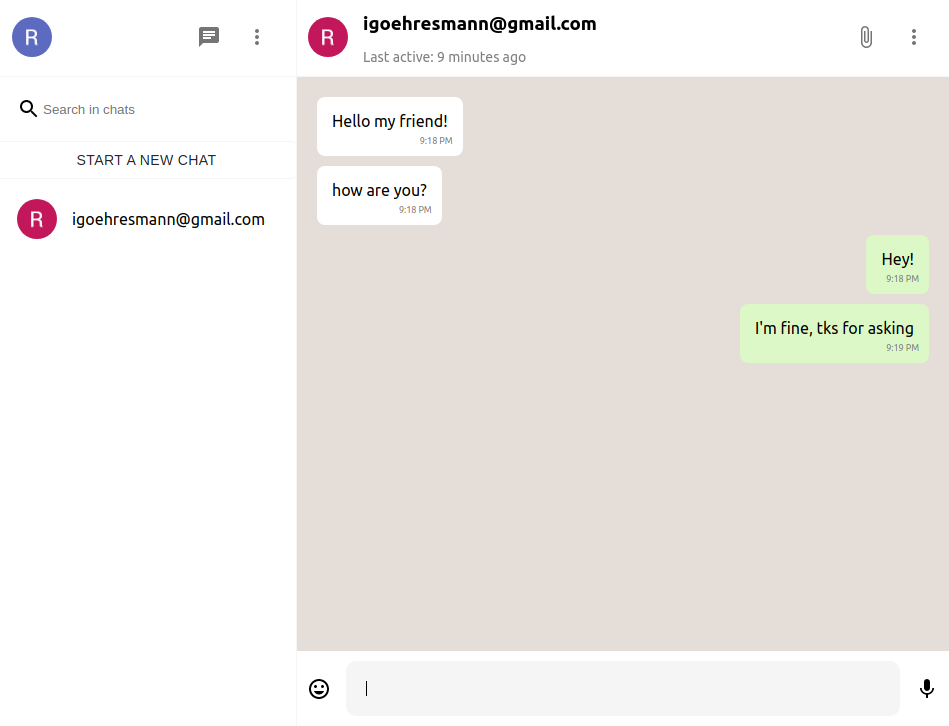 R
Search in chats
START A NEW CHAT
R
igoehresmann@gmail.com
R
igoehresmann@gmail.com
Last active: 9 minutes ago
Hello my friend!
9:18 PM
how are you?
9:18 PM
Hey!
9:18 PM
I'm fine, tks for asking
9:19 PM